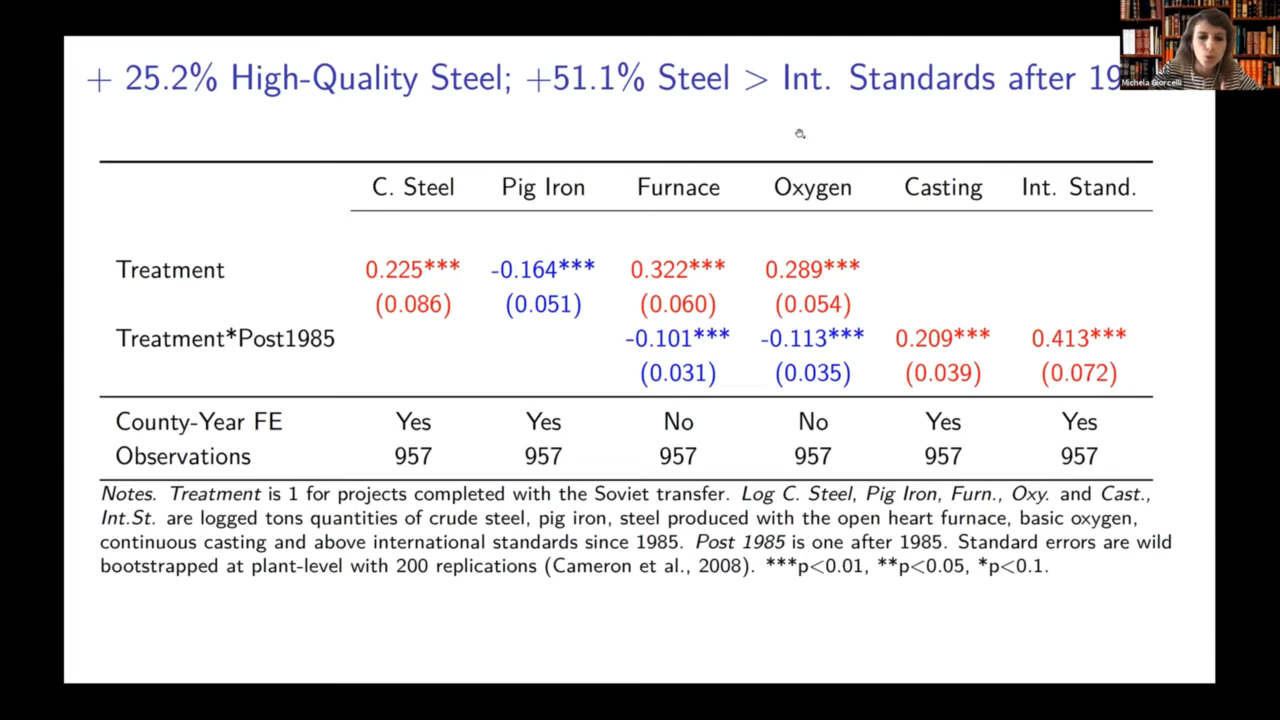 + 25.2% High-Quality Steel; +51.1% Steel > Int. Standards after 19
Michela Giorcelli
C. Steel Pig Iron Furnace Oxygen Casting Int. Stand.
Treatment 0.225*** -0.164*** 0.322*** 0.289***
(0.086) (0.051) (0.060) (0.054)
Treatment*Post1985 -0.101*** -0.113*** 0.209*** 0.413***
(0.031) (0.035) (0.039) (0.072)
County-Year FE Yes Yes No No Yes Yes
Observations 957 957 957 957 957 957
Notes. Treatment is 1 for projects completed with the Soviet transfer. Log C. Steel, Pig Iron, Furn., Oxy. and Cast.,
Int.St. are logged tons quantities of crude steel, pig iron, steel produced with the open heart furnace, basic oxygen,
continuous casting and above international standards since 1985. Post 1985 is one after 1985. Standard errors are wild
bootstrapped at plant-level with 200 replications (Cameron et al., 2008). ***p<0.01, **p<0.05, *p<0.1.